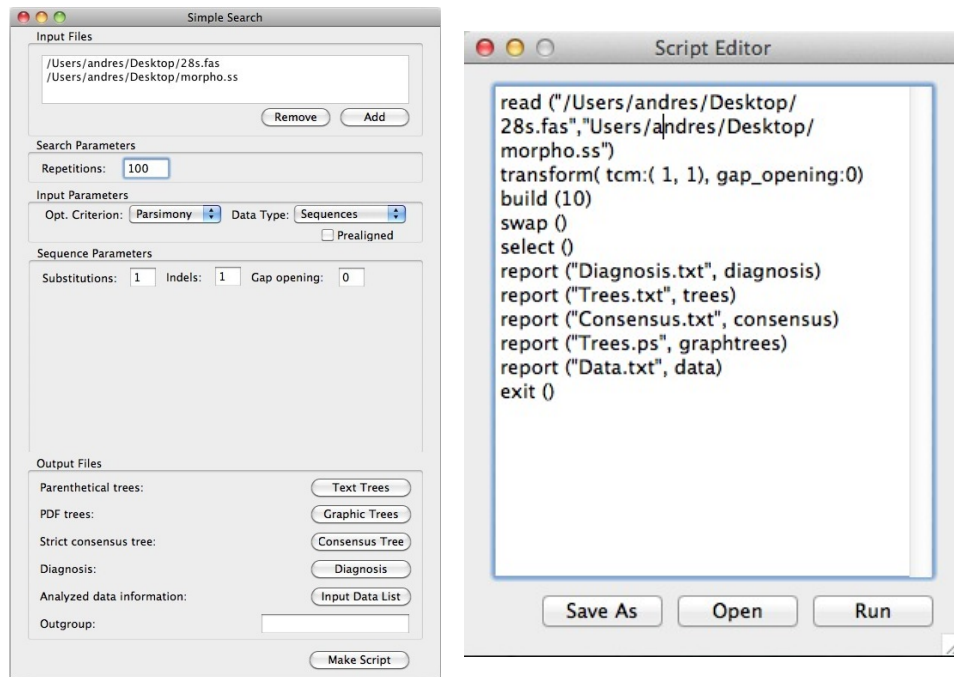 Simple Search
Input Files
/Users/andres/Desktop/28s.fas
/Users/andres/Desktop/morpho.ss
Remove Add
Search Parameters
Repetitions: 100
Input Parameters
Opt. Criterion: Parsimony Data Type: Sequences
Prealigned
Sequence Parameters
Substitutions: 1 Indels: 1 Gap opening: 0
Output Files
Parenthetical trees: Text Trees
PDF trees: Graphic Trees
Strict consensus tree: Consensus Tree
Diagnosis: Diagnosis
Analyzed data information: Input Data List
Outgroup:
Make Script
Script Editor
read ("/Users/andres/Desktop/
28s.fas","Users/andres/Desktop/
morpho.ss")
transform( tcm:( 1, 1), gap_opening:0)
build (10)
swap ()
select ()
report ("Diagnosis.txt", diagnosis)
report ("Trees.txt", trees)
report ("Consensus.txt", consensus)
report ("Trees.ps", graphtrees)
report ("Data.txt", data)
exit ()
Save As Open Run